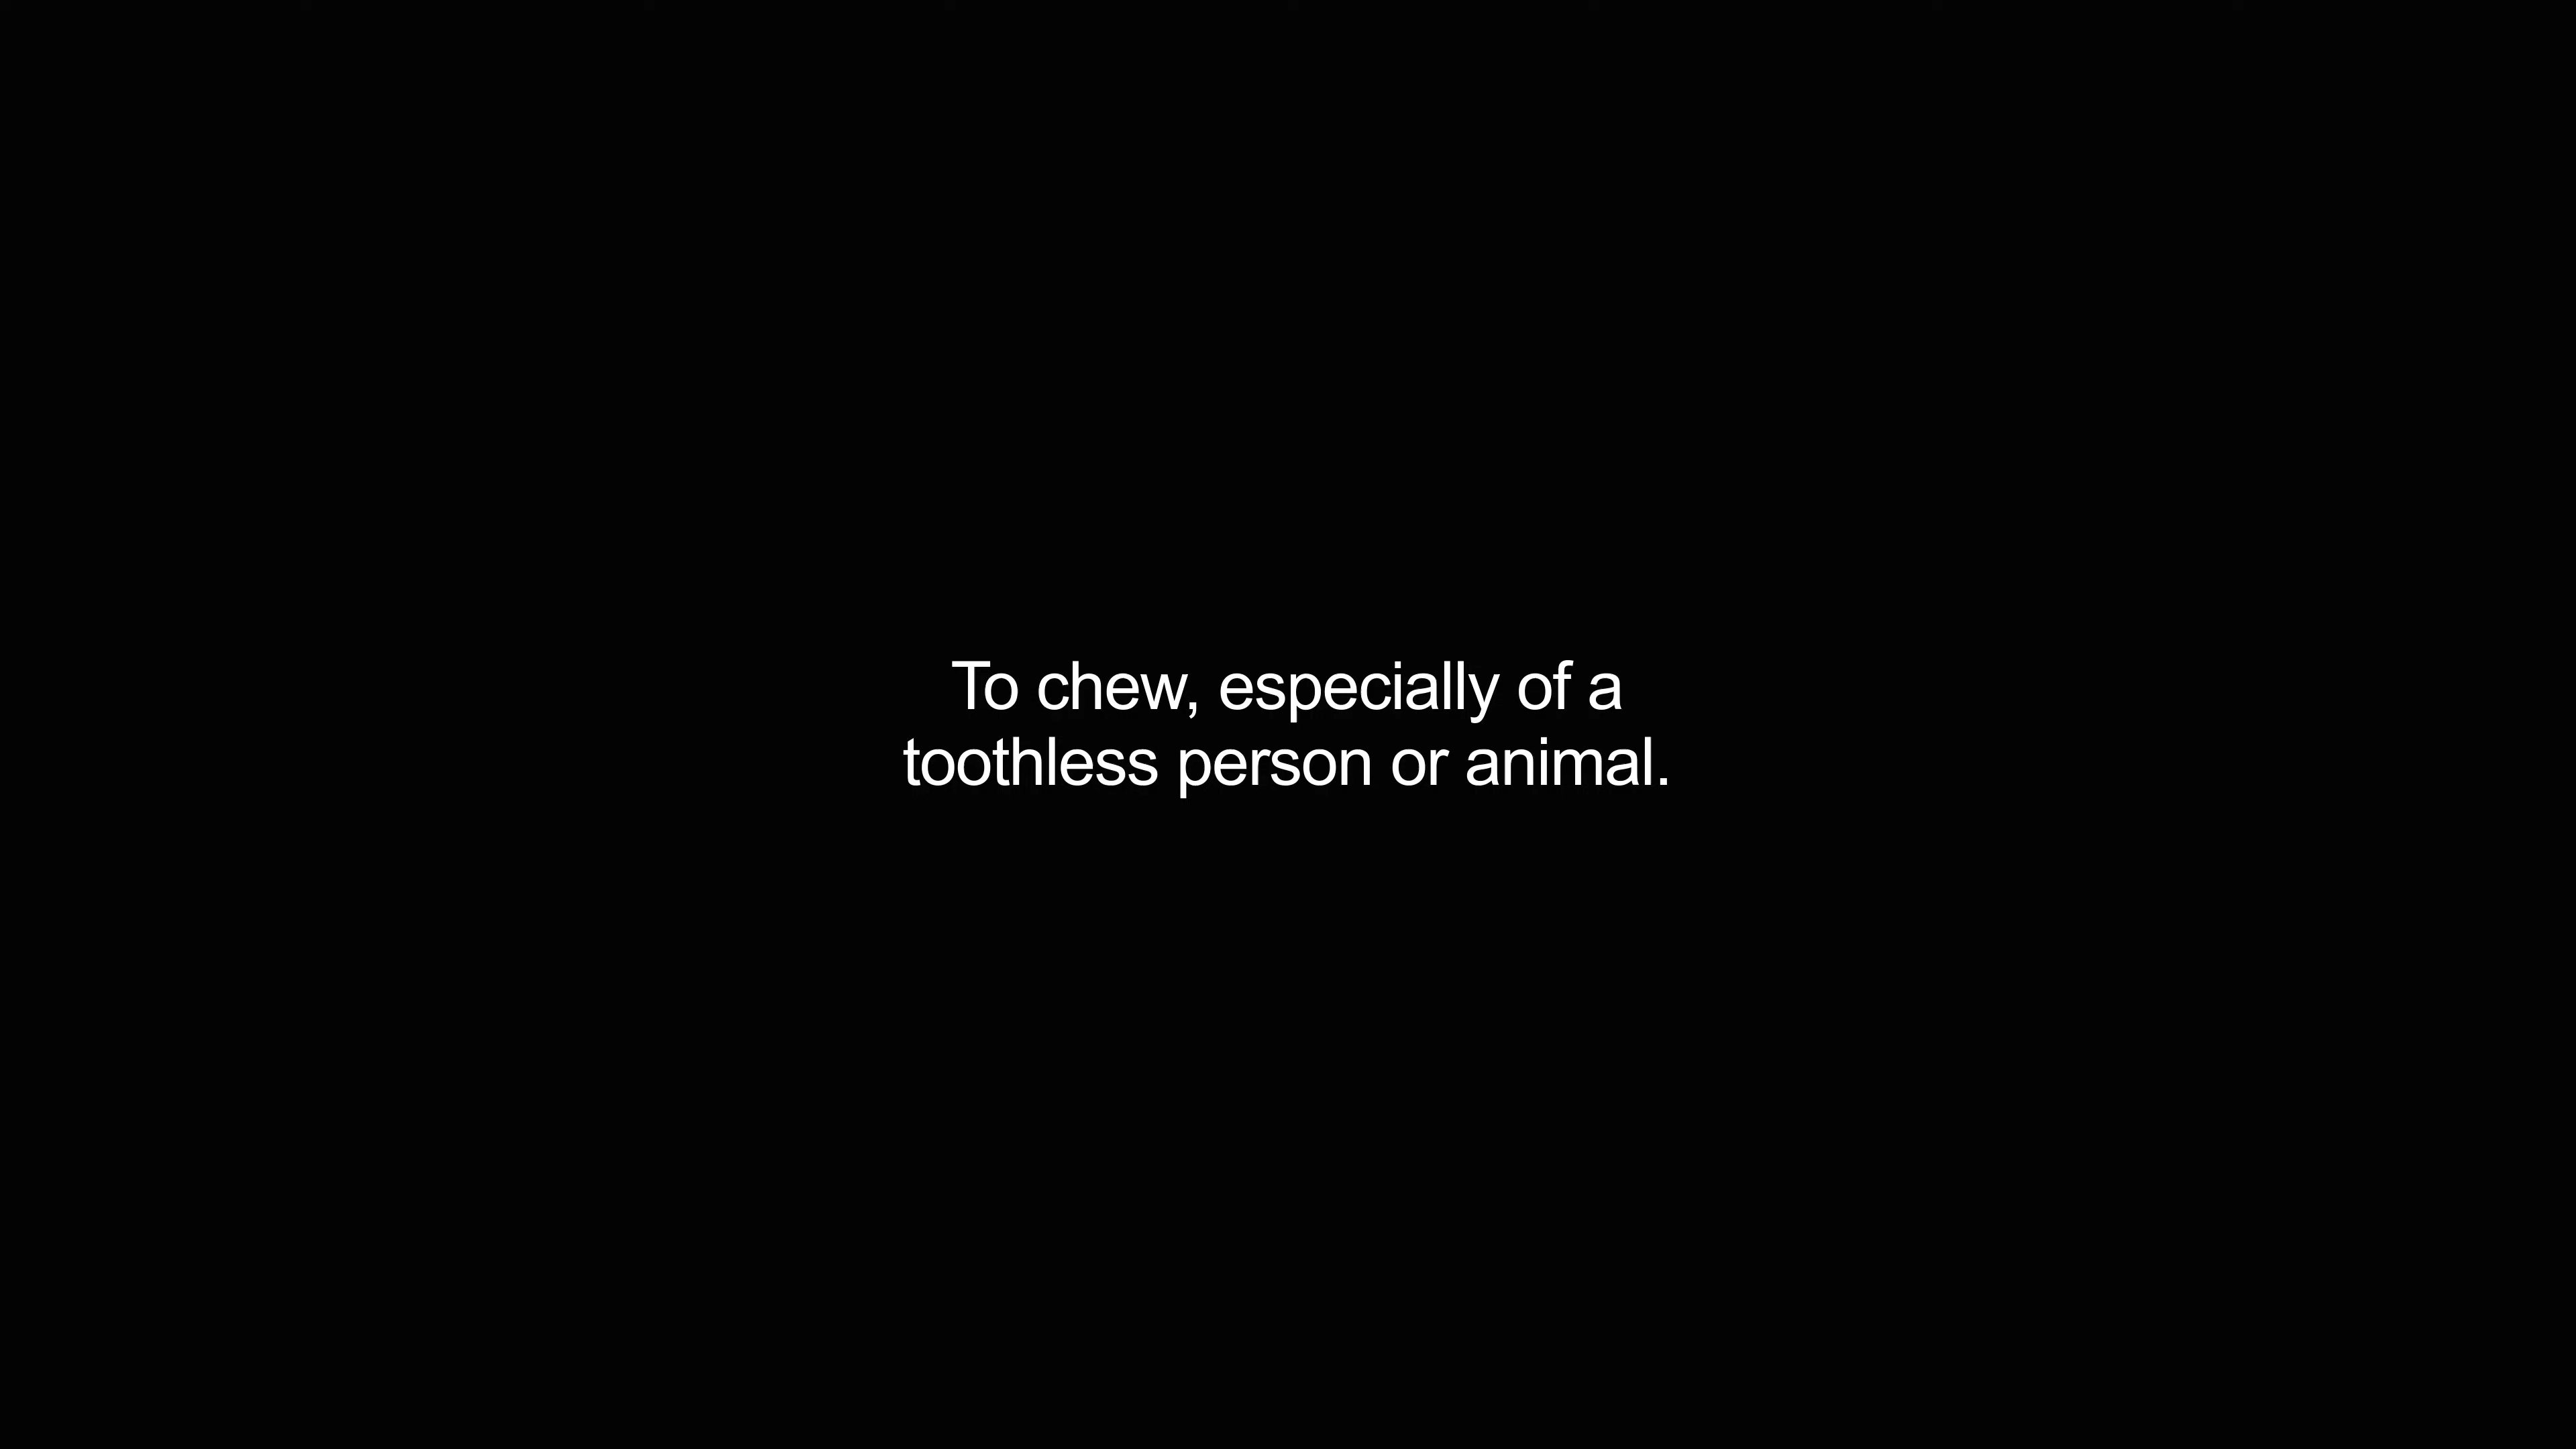 To chew, especially of a
toothless person or animal.